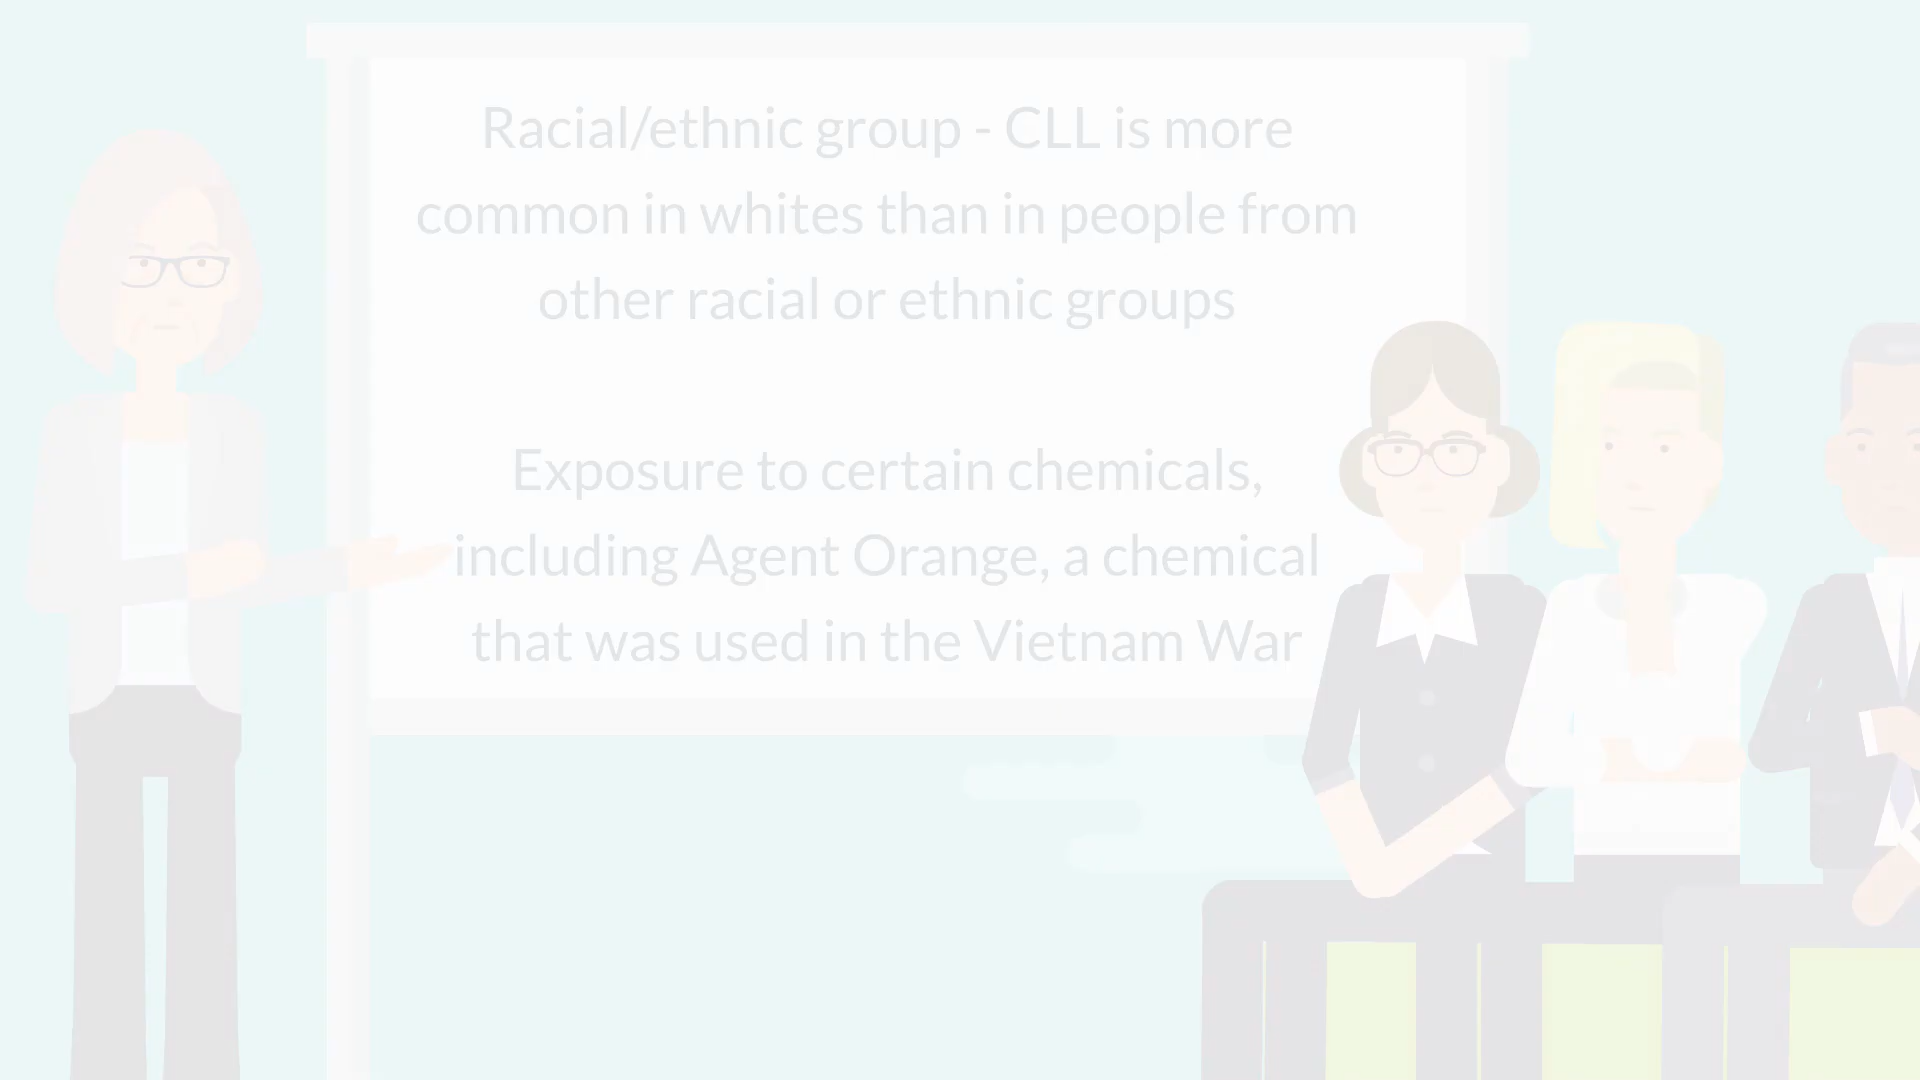 Racial/ethnic group - CLL is more
common in whites than in people from
other racial or ethnic groups
Exposure to certain chemicals,
including Agent Orange, a chemical
that was used in the Vietnam War